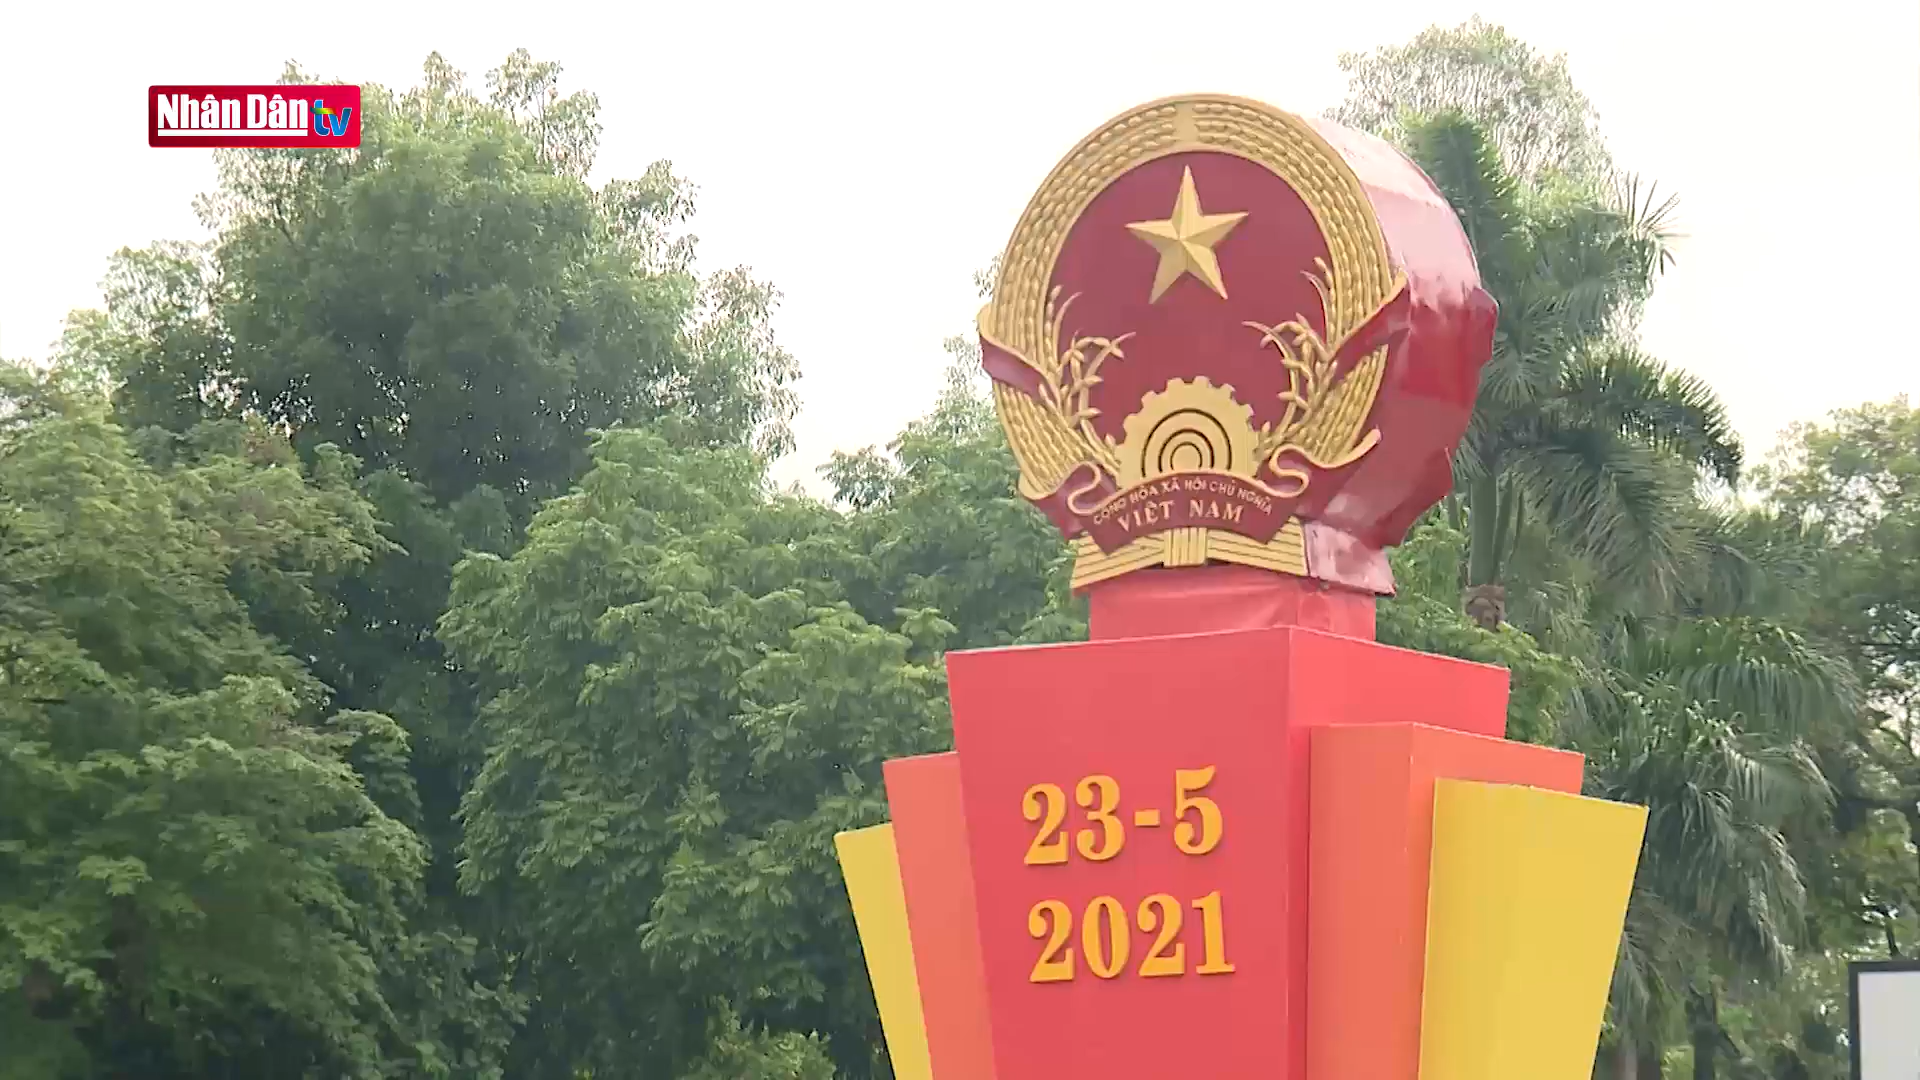 Nhân Dân tv
CỘNG HÒA XÃ HỘI CHỦ NGHĨA
VIỆT NAM
23-5
2021